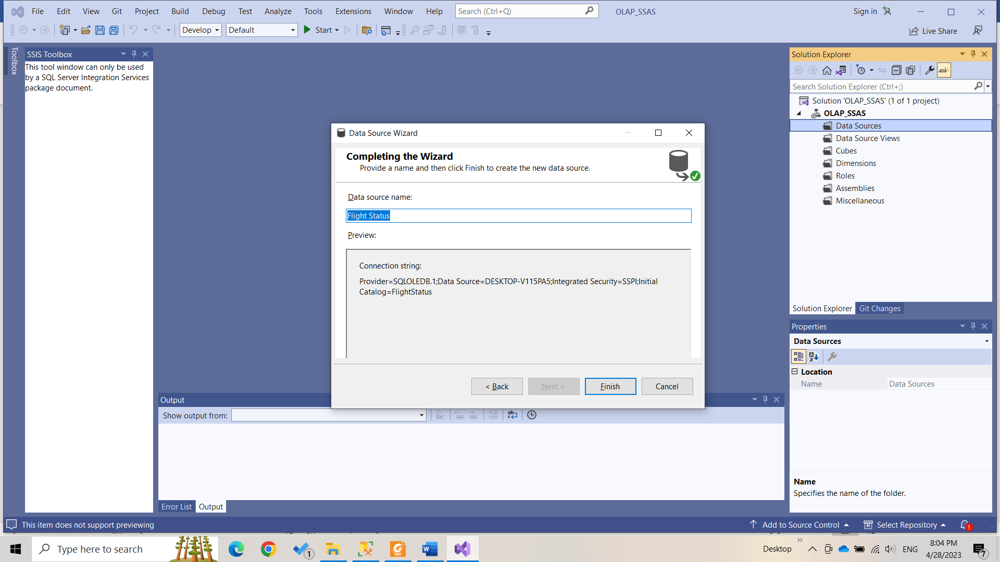 File Edit View Git Project Build Debug Test Analyze Tools Extensions Window Help Search (Ctrl+Q) OLAP_SSAS Sign in
Develop Default Start Live Share
Toolbox
SSIS Toolbox
This tool window can only be used
by a SQL Server Integration Services
package document.
Data Source Wizard
Completing the Wizard
Provide a name and then click Finish to create the new data source.
Data source name:
Flight Status
Preview:
Connection string:
Provider=SQLOLEDB.1;Data Source=DESKTOP-V115PA5;Integrated Security=SSPI;Initial
Catalog=FlightStatus
< Back Next > Finish Cancel
Output
Show output from:
Error List Output
Solution Explorer
Search Solution Explorer (Ctrl+;)
Solution 'OLAP_SSAS' (1 of 1 project)
OLAP_SSAS
Data Sources
Data Source Views
Cubes
Dimensions
Roles
Assemblies
Miscellaneous
Solution Explorer Git Changes
Properties
Data Sources
Location
Name Data Sources
Name
Specifies the name of the folder.
This item does not support previewing Add to Source Control Select Repository 1
Type here to search 1 PDF Desktop ENG
8:04 PM
4/28/2023
7